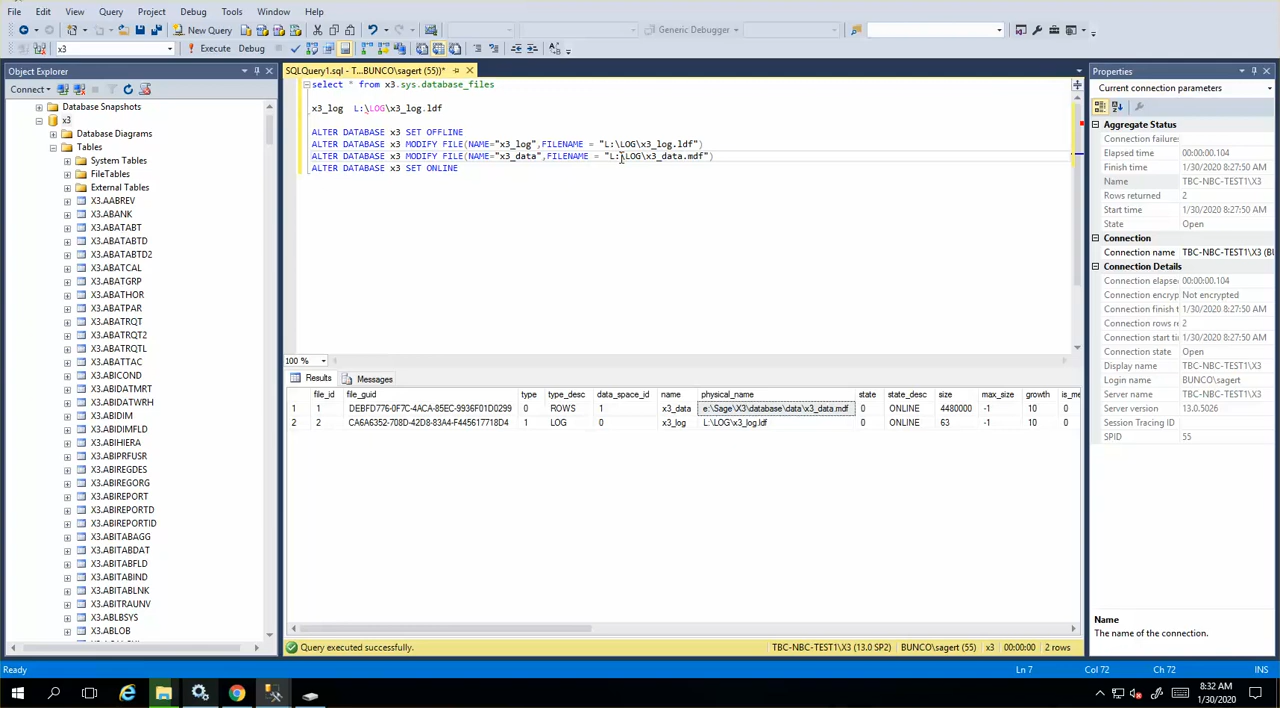 File Edit View Query Project Debug Tools Window Help
New Query Generic Debugger
x3 Execute Debug
Object Explorer
Connect
Database Snapshots
x3
Database Diagrams
Tables
System Tables
FileTables
External Tables
X3.AABREV
X3.ABANK
X3.ABATABT
X3.ABATABTD
X3.ABATABTD2
X3.ABATCAL
X3.ABATGRP
X3.ABATHOR
X3.ABATPAR
X3.ABATRQT
X3.ABATRQT2
X3.ABATRQTL
X3.ABATTAC
X3.ABICOND
X3.ABIDATMRT
X3.ABIDATWRH
X3.ABIDIM
X3.ABIDIMFLD
X3.ABIHIERA
X3.ABIPRFUSR
X3.ABIREGDES
X3.ABIREGORG
X3.ABIREPORT
X3.ABIREPORTD
X3.ABIREPORTID
X3.ABITABAGG
X3.ABITABDAT
X3.ABITABFLD
X3.ABITABIND
X3.ABITABLNK
X3.ABITRAUNV
X3.ABLBSYS
X3.ABLOB
SQLQuery1.sql - T...BUNCO\sagert (55))*
select * from x3.sys.database_files
x3_log L:\LOG\x3_log.ldf
ALTER DATABASE x3 SET OFFLINE
ALTER DATABASE x3 MODIFY FILE(NAME="x3_log",FILENAME = "L:\LOG\x3_log.ldf")
ALTER DATABASE x3 MODIFY FILE(NAME="x3_data",FILENAME = "L:\LOG\x3_data.mdf")
ALTER DATABASE x3 SET ONLINE
100 %
Results Messages
file_id file_guid type type_desc data_space_id name physical_name state state_desc size max_size growth is_me
1 1 DEBFD776-0F7C-4ACA-85EC-9936F01D0299 0 ROWS 1 x3_data e:\Sage\X3\database\data\x3_data.mdf 0 ONLINE 4480000 -1 10 0
2 2 CA6A6352-708D-42D8-83A4-F445617718D4 1 LOG 0 x3_log L:\LOG\x3_log.ldf 0 ONLINE 63 -1 10 0
Query executed successfully. TBC-NBC-TEST1\X3 (13.0 SP2) BUNCO\sagert (55) x3 00:00:00 2 rows
Properties
Current connection parameters
Aggregate Status
Connection failures
Elapsed time 00:00:00.104
Finish time 1/30/2020 8:27:50 AM
Name TBC-NBC-TEST1\X3
Rows returned 2
Start time 1/30/2020 8:27:50 AM
State Open
Connection
Connection name TBC-NBC-TEST1\X3 (BU
Connection Details
Connection elapse 00:00:00.104
Connection encryp Not encrypted
Connection finish t 1/30/2020 8:27:50 AM
Connection rows re 2
Connection start ti 1/30/2020 8:27:50 AM
Connection state Open
Display name TBC-NBC-TEST1\X3
Login name BUNCO\sagert
Server name TBC-NBC-TEST1\X3
Server version 13.0.5026
Session Tracing ID
SPID 55
Name
The name of the connection.
Ready Ln 7 Col 72 Ch 72 INS
8:32 AM
1/30/2020